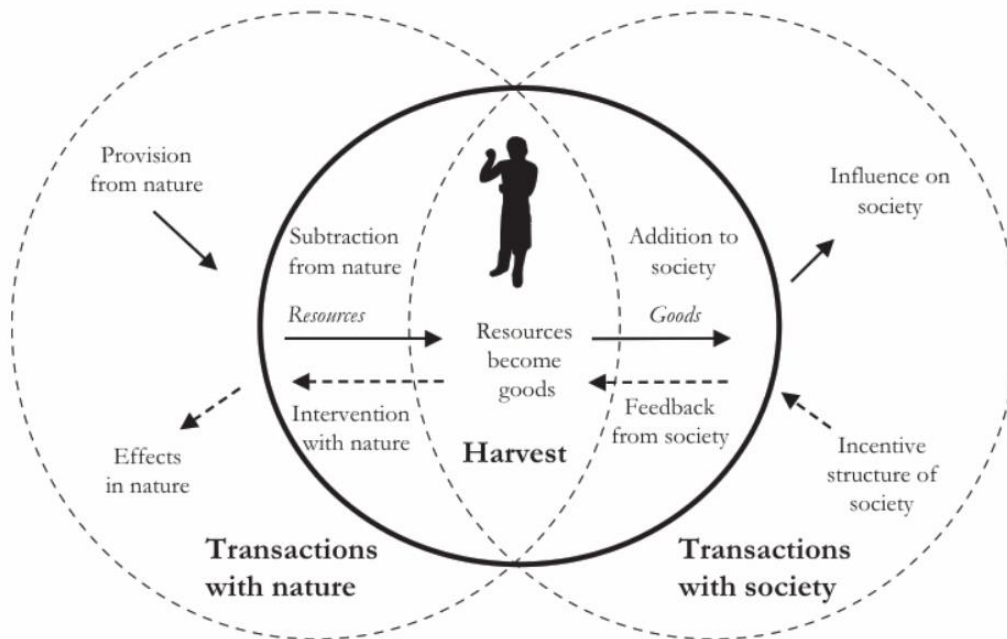 Provision
from nature
Subtraction
from nature
Resources
Intervention
with nature
Effects
in nature
Transactions
with nature
Resources
become
goods
Harvest
Addition to
society
Goods
Feedback
from society
Influence on
society
Incentive
structure of
society
Transactions
with society